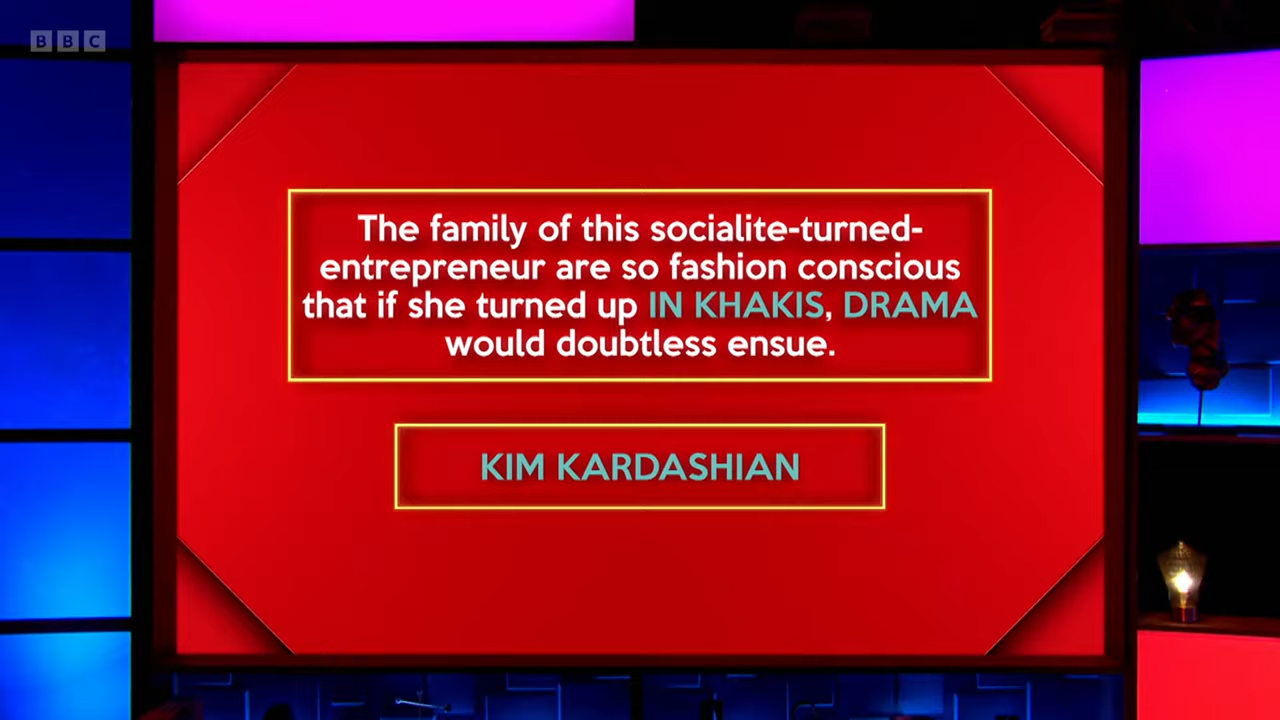 BBC
The family of this socialite-turned-
entrepreneur are so fashion conscious
that if she turned up IN KHAKIS, DRAMA
would doubtless ensue.
KIM KARDASHIAN